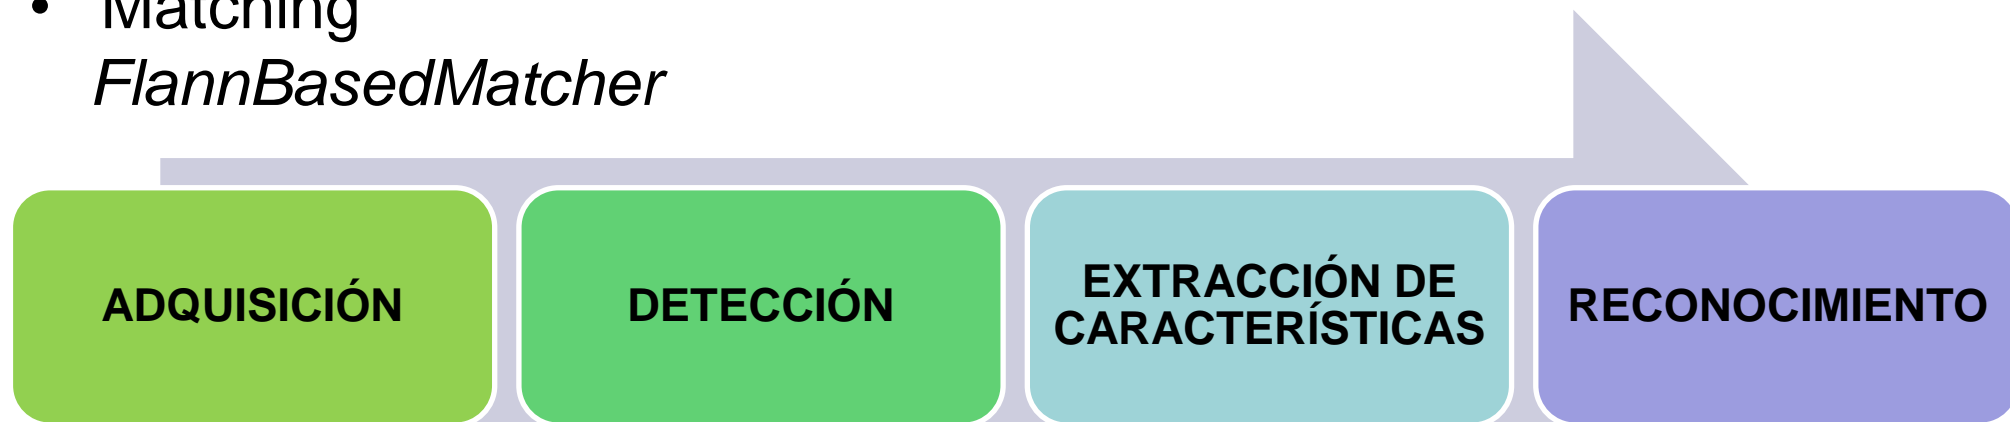 • Matching
FlannBasedMatcher
ADQUISICIÓN
DETECCIÓN
EXTRACCIÓN DE
CARACTERÍSTICAS
RECONOCIMIENTO